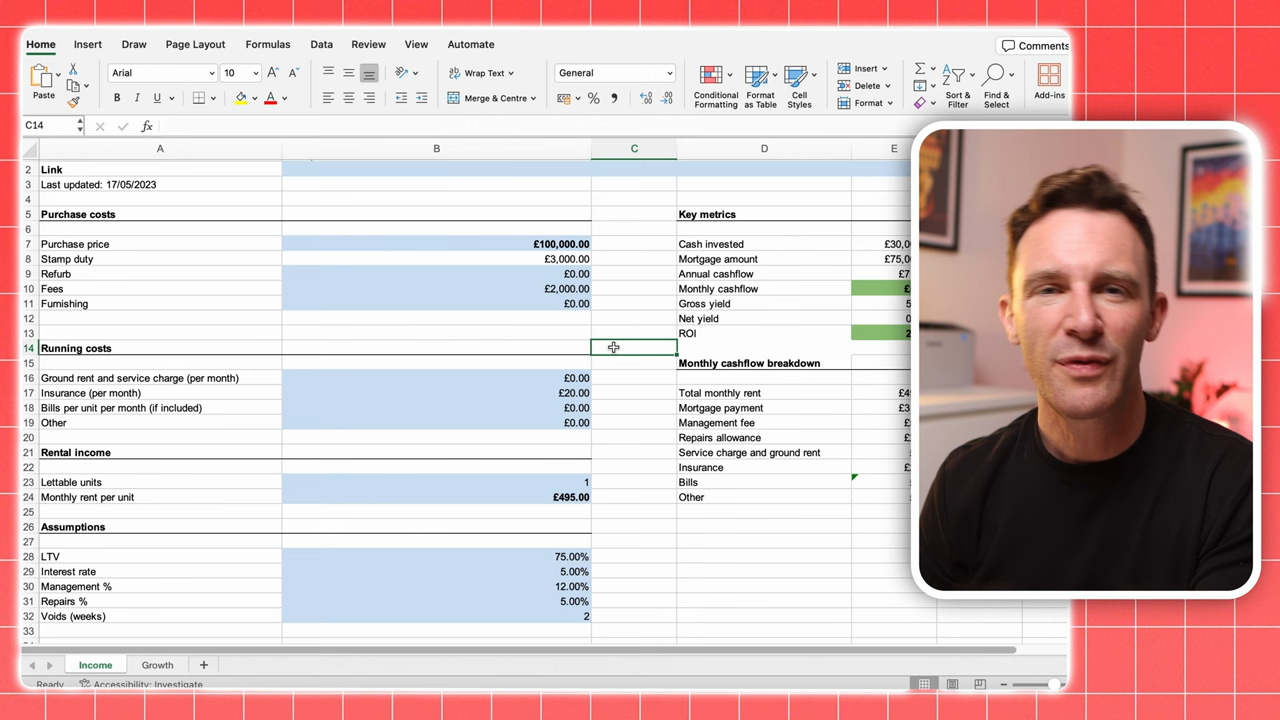 Home Insert Draw Page Layout Formulas Data Review View Automate Comments
Arial 10 Wrap Text General Insert
Paste Conditional Formatting Format as Table Cell Styles Delete Sort & Filter Find & Select Add-ins
B I U Merge & Centre % Format
C14 fx
A B C D E
2 Link
3 Last updated: 17/05/2023
4
5 Purchase costs Key metrics
6
7 Purchase price £100,000.00 Cash invested £30,0
8 Stamp duty £3,000.00 Mortgage amount £75,0
9 Refurb £0.00 Annual cashflow £7
10 Fees £2,000.00 Monthly cashflow £
11 Furnishing £0.00 Gross yield 5
12 Net yield 0
13 ROI 2
14 Running costs
15 Monthly cashflow breakdown
16 Ground rent and service charge (per month) £0.00
17 Insurance (per month) £20.00 Total monthly rent £4
18 Bills per unit per month (if included) £0.00 Mortgage payment £3
19 Other £0.00 Management fee
20 Repairs allowance
21 Rental income Service charge and ground rent
22 Insurance
23 Lettable units 1 Bills
24 Monthly rent per unit £495.00 Other
25
26 Assumptions
27
28 LTV 75.00%
29 Interest rate 5.00%
30 Management % 12.00%
31 Repairs % 5.00%
32 Voids (weeks) 2
33
Income Growth +
Ready Accessibility: Investigate